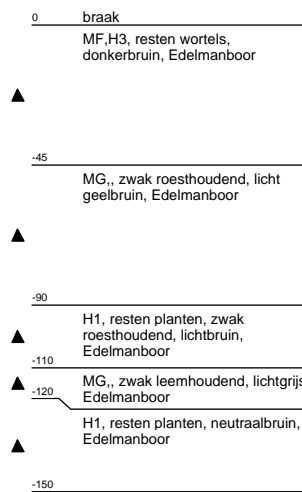 0 braak
MF,H3, resten wortels,
donkerbruin, Edelmanboor
-45
MG,, zwak roesthoudend, licht
geelbruin, Edelmanboor
-90
H1, resten planten, zwak
roesthoudend, lichtbruin,
Edelmanboor
-110
MG,, zwak leemhoudend, lichtgrijs
Edelmanboor
-120
H1, resten planten, neutraalbruin,
Edelmanboor
-150